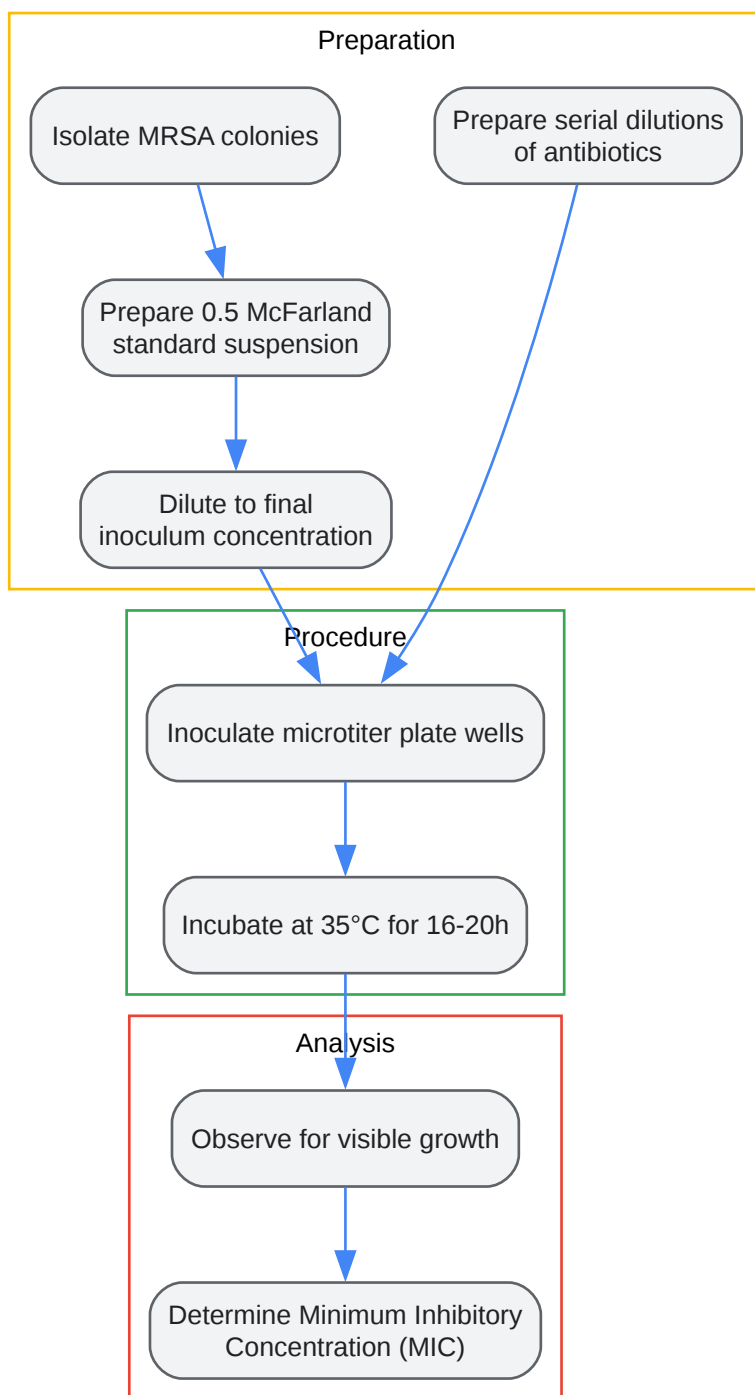 Preparation
Isolate MRSA colonies
Prepare serial dilutions
of antibiotics
Prepare 0.5 McFarland
standard suspension
Dilute to final
inoculum concentration
Procedure
Inoculate microtiter plate wells
Incubate at 35°C for 16-20h
Analysis
Observe for visible growth
Determine Minimum Inhibitory
Concentration (MIC)